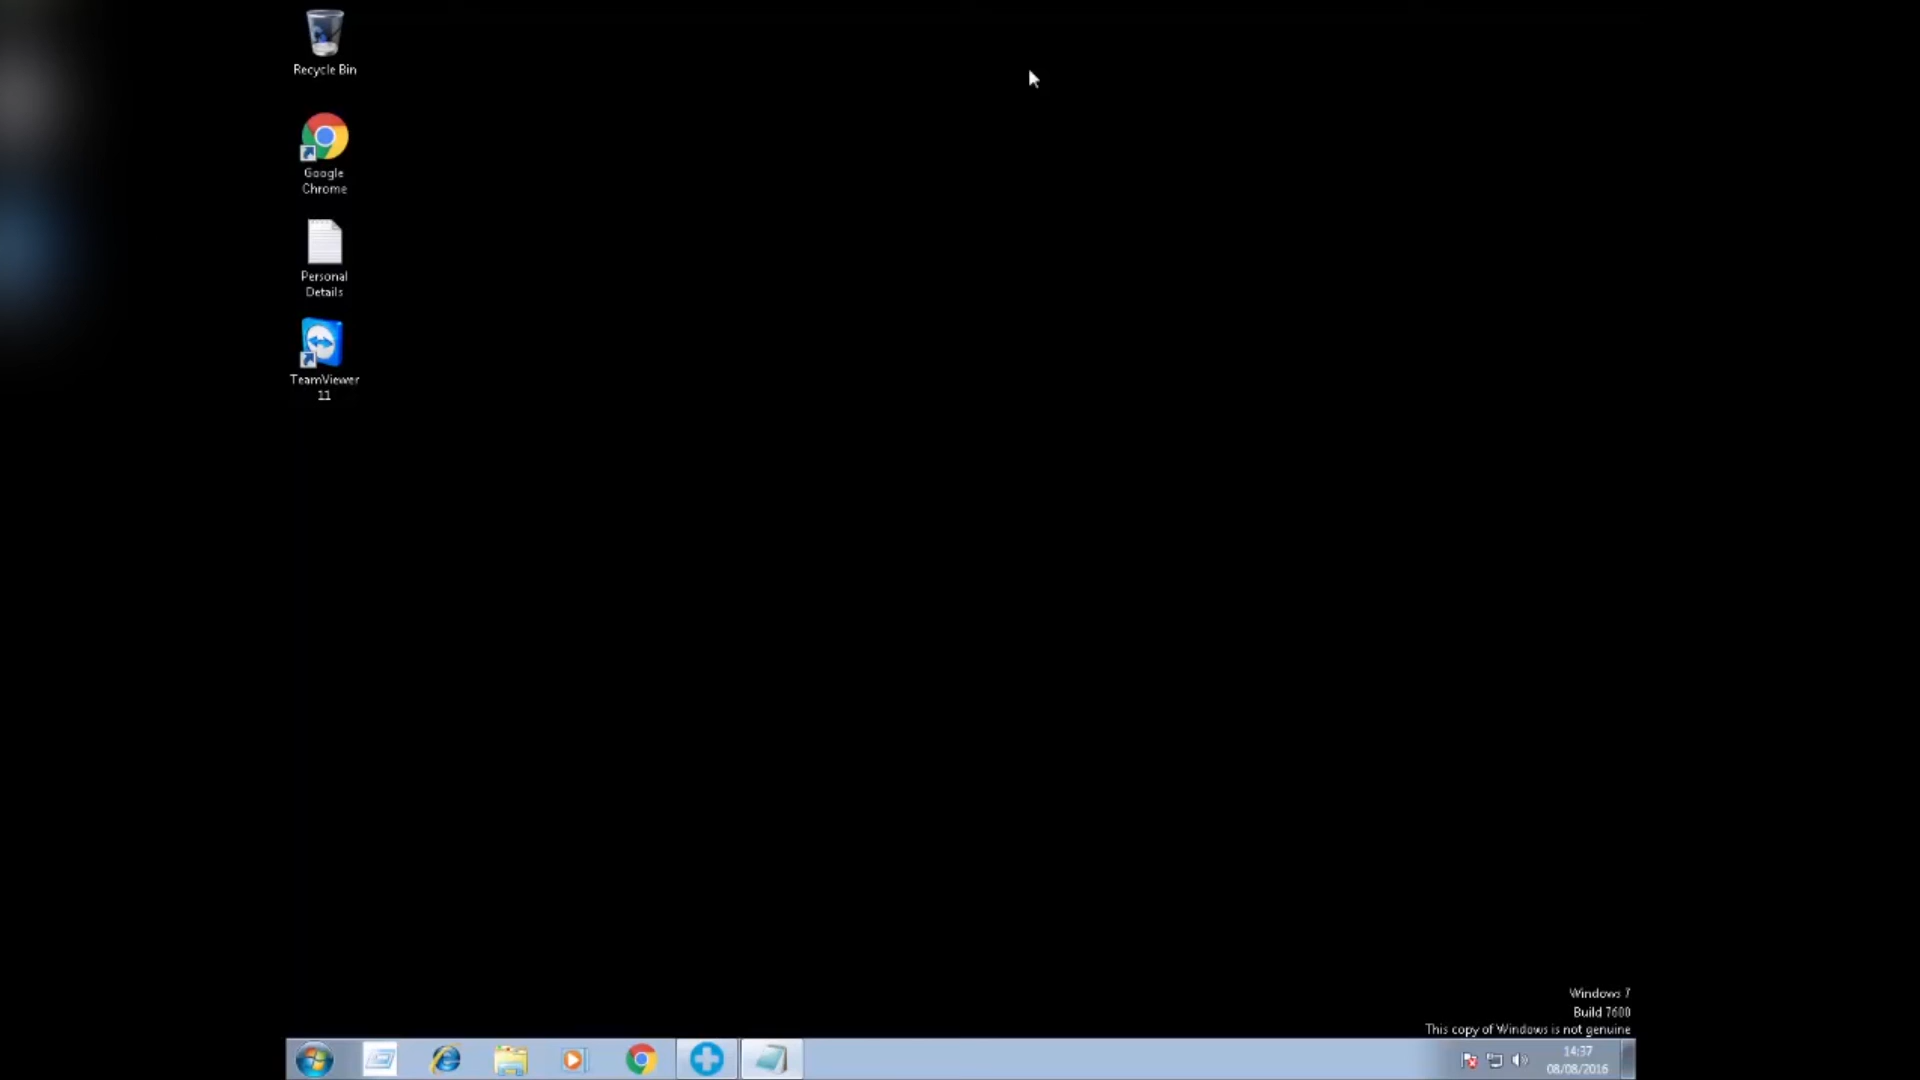 Recycle Bin
Google
Chrome
Personal
Details
TeamViewer
11
Windows 7
Build 7600
This copy of Windows is not genuine
14:37
08/08/2016